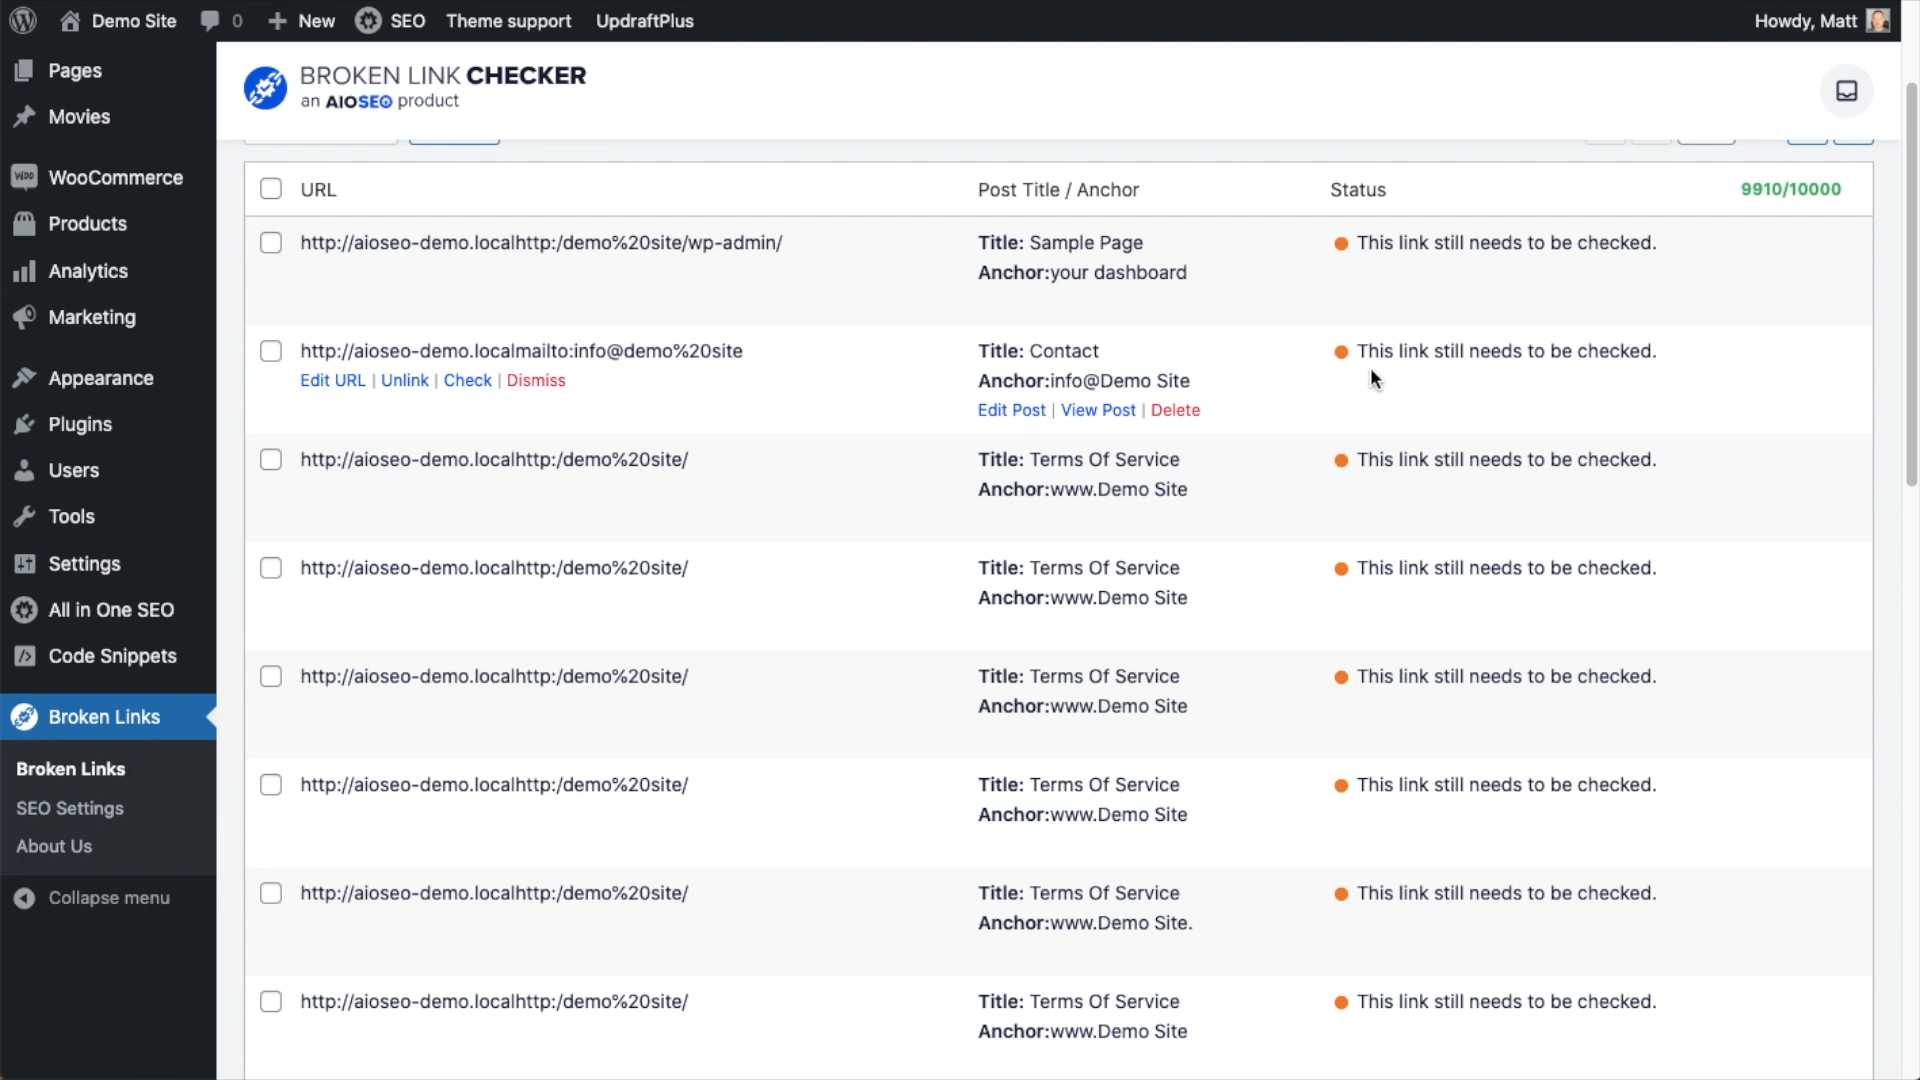 Demo Site
0
New
SEO
Theme support
UpdraftPlus
Howdy, Matt
Pages
Movies
WooCommerce
Products
Analytics
Marketing
Appearance
Plugins
Users
Tools
Settings
All in One SEO
Code Snippets
Broken Links
Broken Links
SEO Settings
About Us
Collapse menu
BROKEN LINK CHECKER
an AIOSEO product
URL
Post Title / Anchor
Status
9910/10000
http://aioseo-demo.localhttp:/demo%20site/wp-admin/
Title: Sample Page
Anchor:your dashboard
This link still needs to be checked.
http://aioseo-demo.localmailto:info@demo%20site
Edit URL | Unlink | Check | Dismiss
Title: Contact
Anchor:info@Demo Site
Edit Post | View Post | Delete
This link still needs to be checked.
http://aioseo-demo.localhttp:/demo%20site/
Title: Terms Of Service
Anchor:www.Demo Site
This link still needs to be checked.
http://aioseo-demo.localhttp:/demo%20site/
Title: Terms Of Service
Anchor:www.Demo Site
This link still needs to be checked.
http://aioseo-demo.localhttp:/demo%20site/
Title: Terms Of Service
Anchor:www.Demo Site
This link still needs to be checked.
http://aioseo-demo.localhttp:/demo%20site/
Title: Terms Of Service
Anchor:www.Demo Site
This link still needs to be checked.
http://aioseo-demo.localhttp:/demo%20site/
Title: Terms Of Service
Anchor:www.Demo Site.
This link still needs to be checked.
http://aioseo-demo.localhttp:/demo%20site/
Title: Terms Of Service
Anchor:www.Demo Site
This link still needs to be checked.